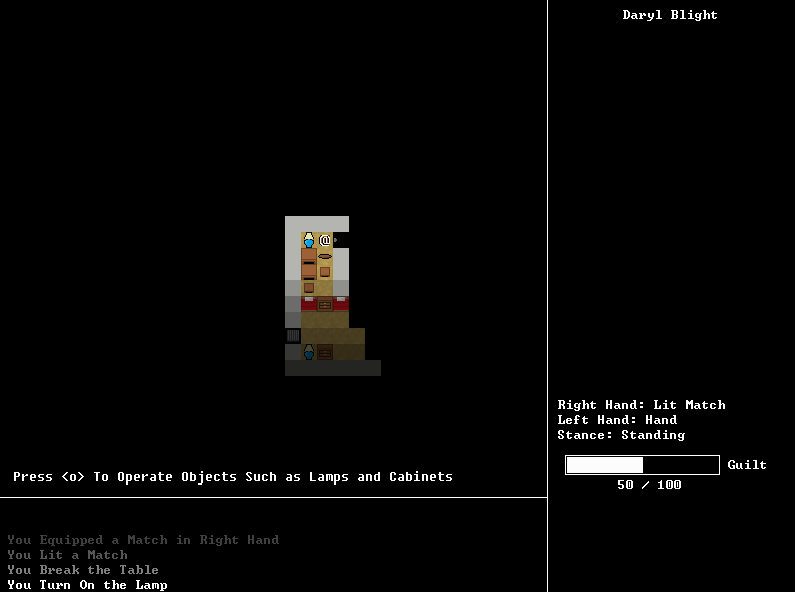 Daryl Blight
Right Hand: Lit Match
Left Hand: Hand
Stance: Standing
Guilt
50 / 100
Press <o> To Operate Objects Such as Lamps and Cabinets
You Equipped a Match in Right Hand
You Lit a Match
You Break the Table
You Turn On the Lamp